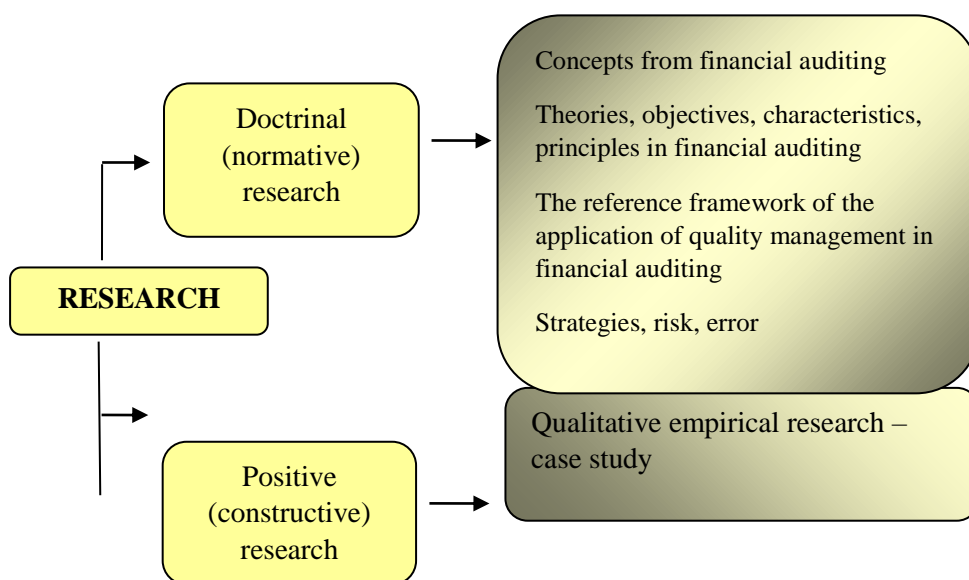 RESEARCH
Doctrinal
(normative)
research
Concepts from financial auditing
Theories, objectives, characteristics,
principles in financial auditing
The reference framework of the
application of quality management in
financial auditing
Strategies, risk, error
Positive
(constructive)
research
Qualitative empirical research –
case study